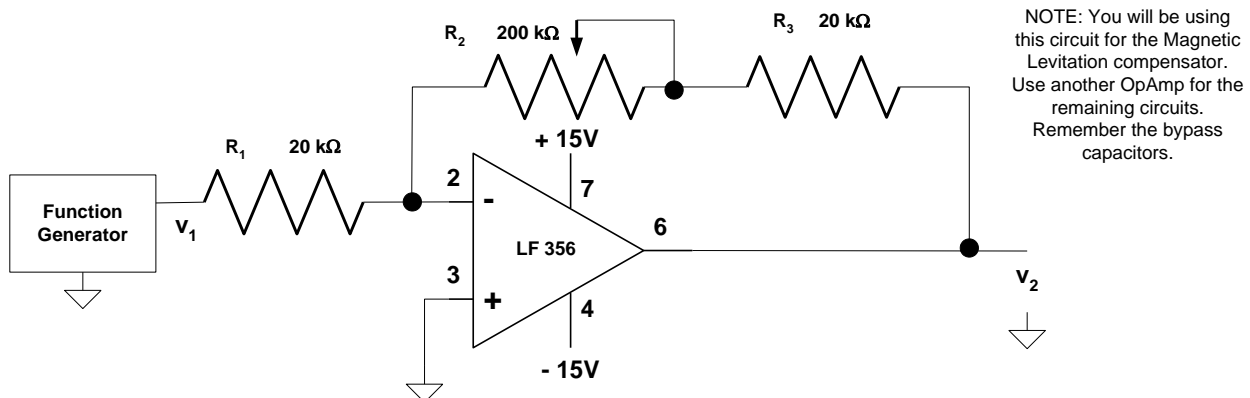 R2 200 kΩ
R3 20 kΩ
NOTE: You will be using
this circuit for the Magnetic
Levitation compensator.
Use another OpAmp for the
remaining circuits.
Remember the bypass
capacitors.
+ 15V
R1 20 kΩ
2
7
Function
Generator
v1
-
LF 356
6
3
+
4
v2
- 15V